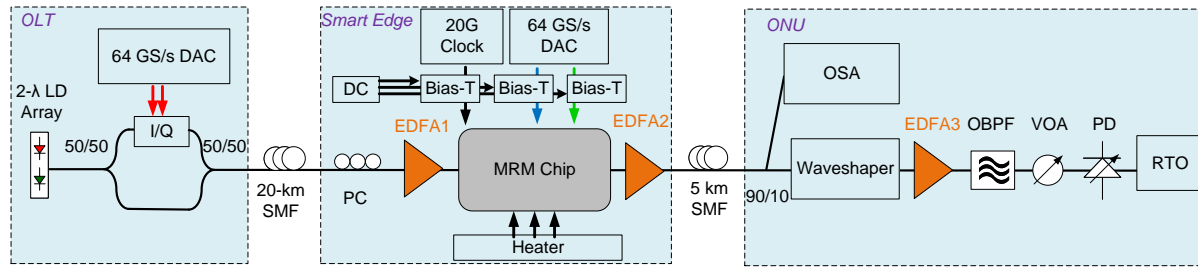 OLT
64 GS/s DAC
2-λ LD
Array
I/Q
50/50
50/50
20-km
SMF
Smart Edge
20G
Clock
64 GS/s
DAC
DC
Bias-T
Bias-T
Bias-T
EDFA1
EDFA2
PC
MRM Chip
Heater
5 km
SMF
ONU
OSA
90/10
Waveshaper
EDFA3
OBPF
VOA
PD
RTO